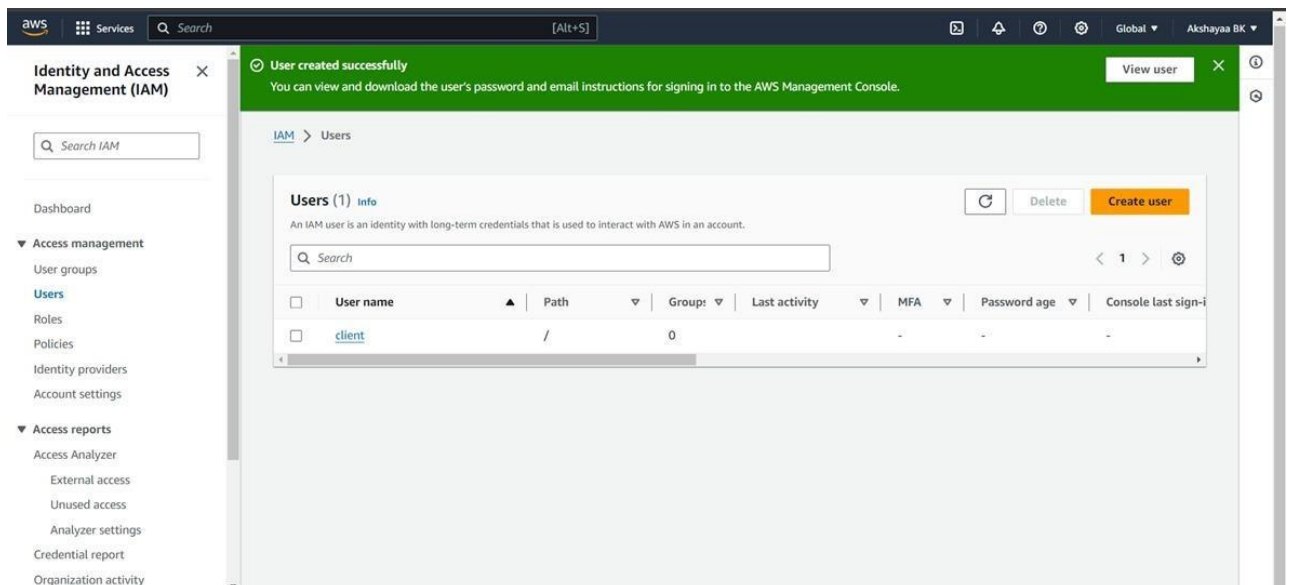 aws Services Search [Alt+S] Global Akshayaa BK
Identity and Access
Management (IAM)
Search IAM
Dashboard
Access management
User groups
Users
Roles
Policies
Identity providers
Account settings
Access reports
Access Analyzer
External access
Unused access
Analyzer settings
Credential report
Organization activity
User created successfully
You can view and download the user's password and email instructions for signing in to the AWS Management Console.
View user
IAM > Users
Users (1) Info
Delete
Create user
An IAM user is an identity with long-term credentials that is used to interact with AWS in an account.
Search
1
User name Path Groups Last activity MFA Password age Console last sign-i
client / 0 - - -